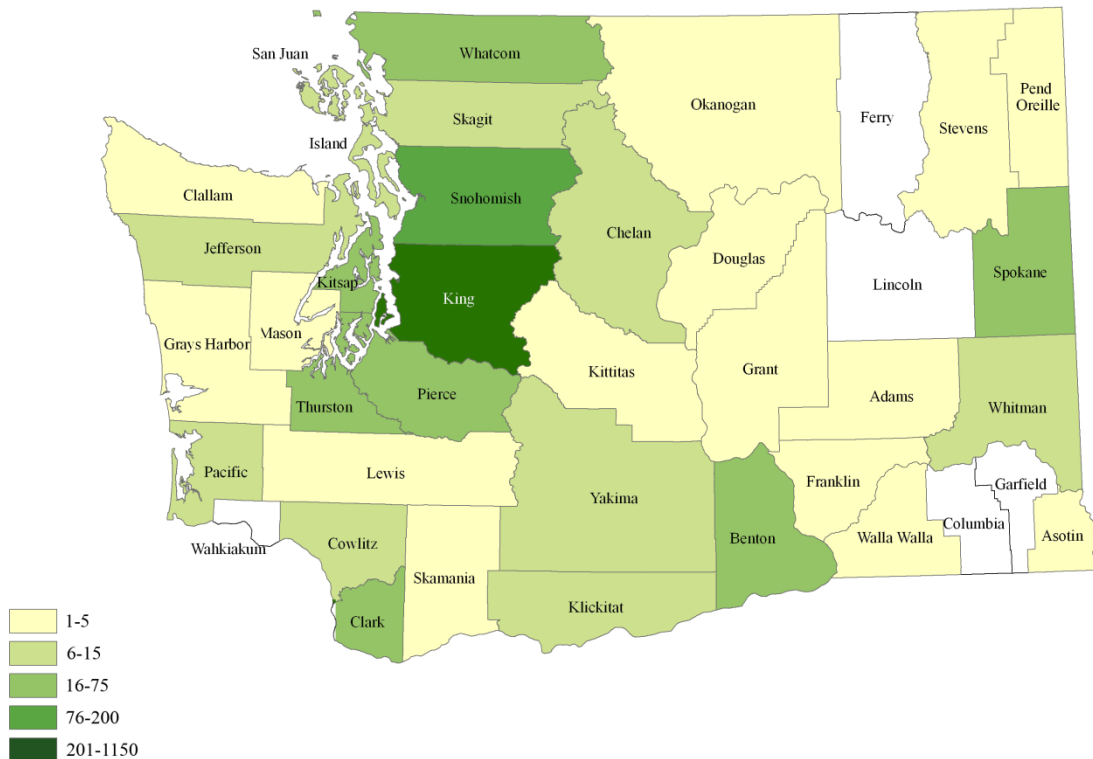 Whatcom
San Juan
Okanogan
Ferry
Pend
Oreille
Stevens
Skagit
Island
Clallam
Snohomish
Chelan
Jefferson
Douglas
Spokane
Kitsap
Lincoln
King
Mason
Grays Harbor
Kittitas
Grant
Pierce
Adams
Thurston
Whitman
Pacific
Lewis
Yakima
Franklin
Garfield
Columbia
Walla Walla
Asotin
Wahkiakum
Cowlitz
Benton
Skamania
Klickitat
Clark
1-5
6-15
16-75
76-200
201-1150